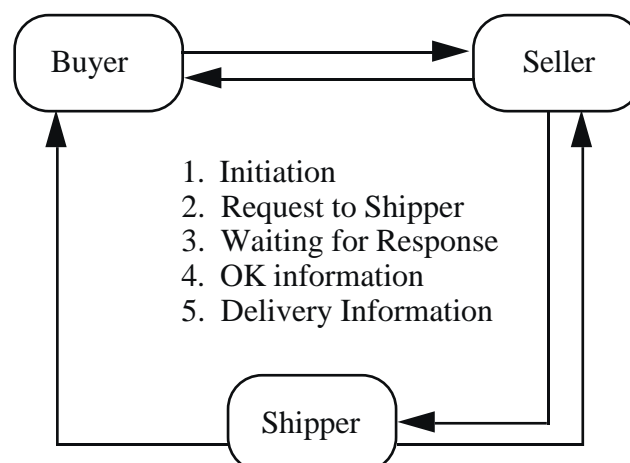 Buyer
Seller
1. Initiation
2. Request to Shipper
3. Waiting for Response
4. OK information
5. Delivery Information
Shipper